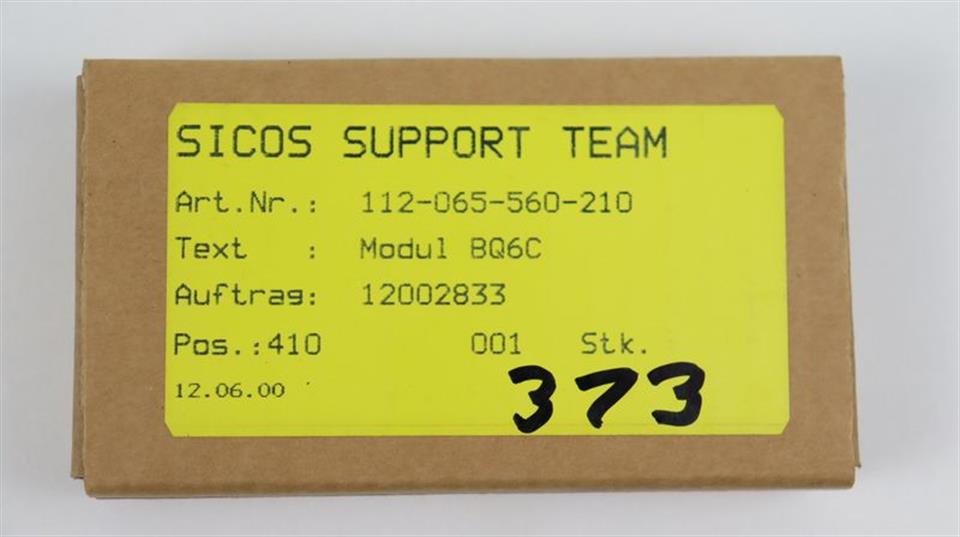 SICOS SUPPORT TEAM
Art.Nr.: 112-065-560-210
Text : Modul BQ6C
Auftrag: 12002833
Pos.:410 001 Stk.
12.06.00
373